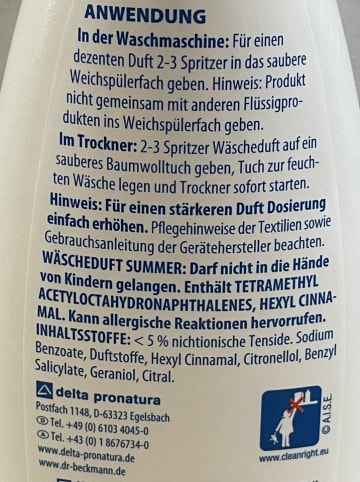 ANWENDUNG
In der Waschmaschine: Für einen
dezenten Duft 2-3 Spritzer in das saubere
Weichspülerfach geben. Hinweis: Produkt
nicht gemeinsam mit anderen Flüssigpro-
dukten ins Weichspülerfach geben.
Im Trockner: 2-3 Spritzer Wäscheduft auf ein
sauberes Baumwolltuch geben, Tuch zur feuch-
ten Wäsche legen und Trockner sofort starten.
Hinweis: Für einen stärkeren Duft Dosierung
einfach erhöhen. Pflegehinweise der Textilien sowie
Gebrauchsanleitung der Gerätehersteller beachten.
WÄSCHEDUFT SUMMER: Darf nicht in die Hände
von Kindern gelangen. Enthält TETRAMETHYL
ACETYLOCTAHYDRONAPHTHALENES, HEXYL CINNA-
MAL. Kann allergische Reaktionen hervorrufen.
INHALTSSTOFFE: < 5 % nichtionische Tenside. Sodium
Benzoate, Duftstoffe, Hexyl Cinnamal, Citronellol, Benzyl
Salicylate, Geraniol, Citral.
delta pronatura
Postfach 1148, D-63323 Egelsbach
D Tel. +49 (0) 6103 4045-0
A Tel. +43 (0) 1 8676734-0
www.delta-pronatura.de
www.dr-beckmann.de
© A.I.S.E.
www.cleanright.eu